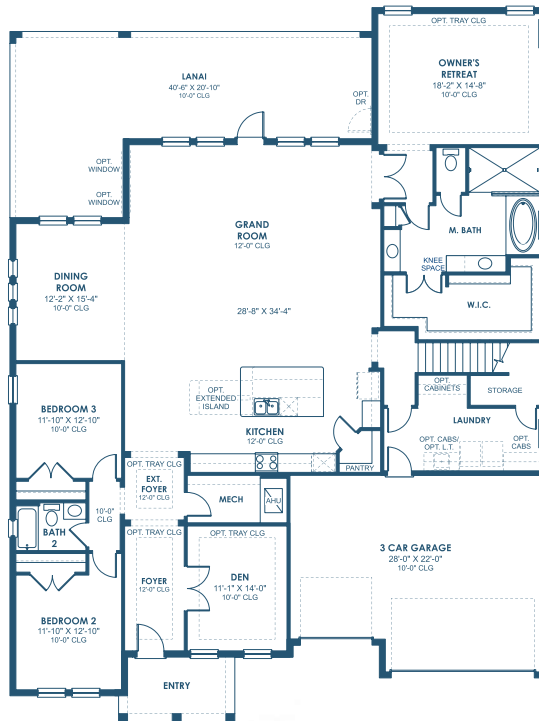 OPT. TRAY CLG
OWNER'S
RETREAT
18'-2" X 14'-8"
10'-0" CLG
LANAI
40'-6" X 20'-10"
10'-0" CLG
OPT.
DR
OPT.
WINDOW
OPT.
WINDOW
GRAND
ROOM
12'-0" CLG
28'-8" X 34'-4"
M. BATH
KNEE
SPACE
W.I.C.
DINING
ROOM
12'-2" X 15'-4"
10'-0" CLG
OPT.
EXTENDED
ISLAND
KITCHEN
12'-0" CLG
PANTRY
OPT.
CABINETS
STORAGE
LAUNDRY
OPT. CABS/
OPT. L.T.
OPT.
CABS
BEDROOM 3
11'-10" X 12'-10"
10'-0" CLG
OPT. TRAY CLG
EXT.
FOYER
12'-0" CLG
MECH
AHU
10'-0"
CLG
BATH
2
OPT. TRAY CLG
FOYER
12'-0" CLG
OPT. TRAY CLG
DEN
11'-1" X 14'-0"
10'-0" CLG
3 CAR GARAGE
28'-0" X 22'-0"
10'-0" CLG
BEDROOM 2
11'-10" X 12'-10"
10'-0" CLG
ENTRY